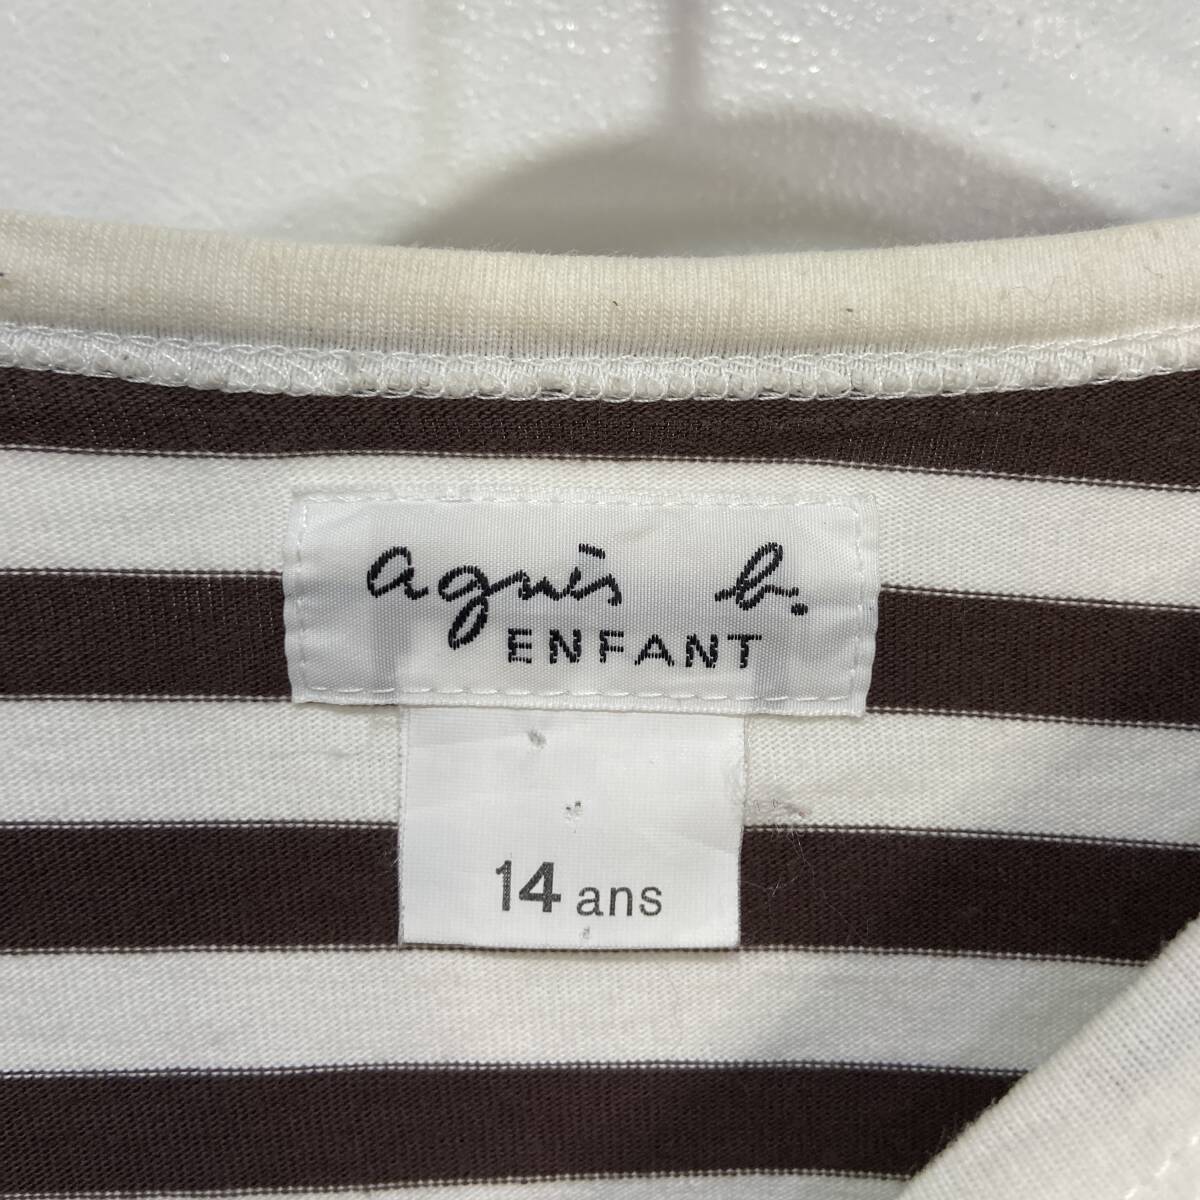 agnès b.
ENFANT
14 ans